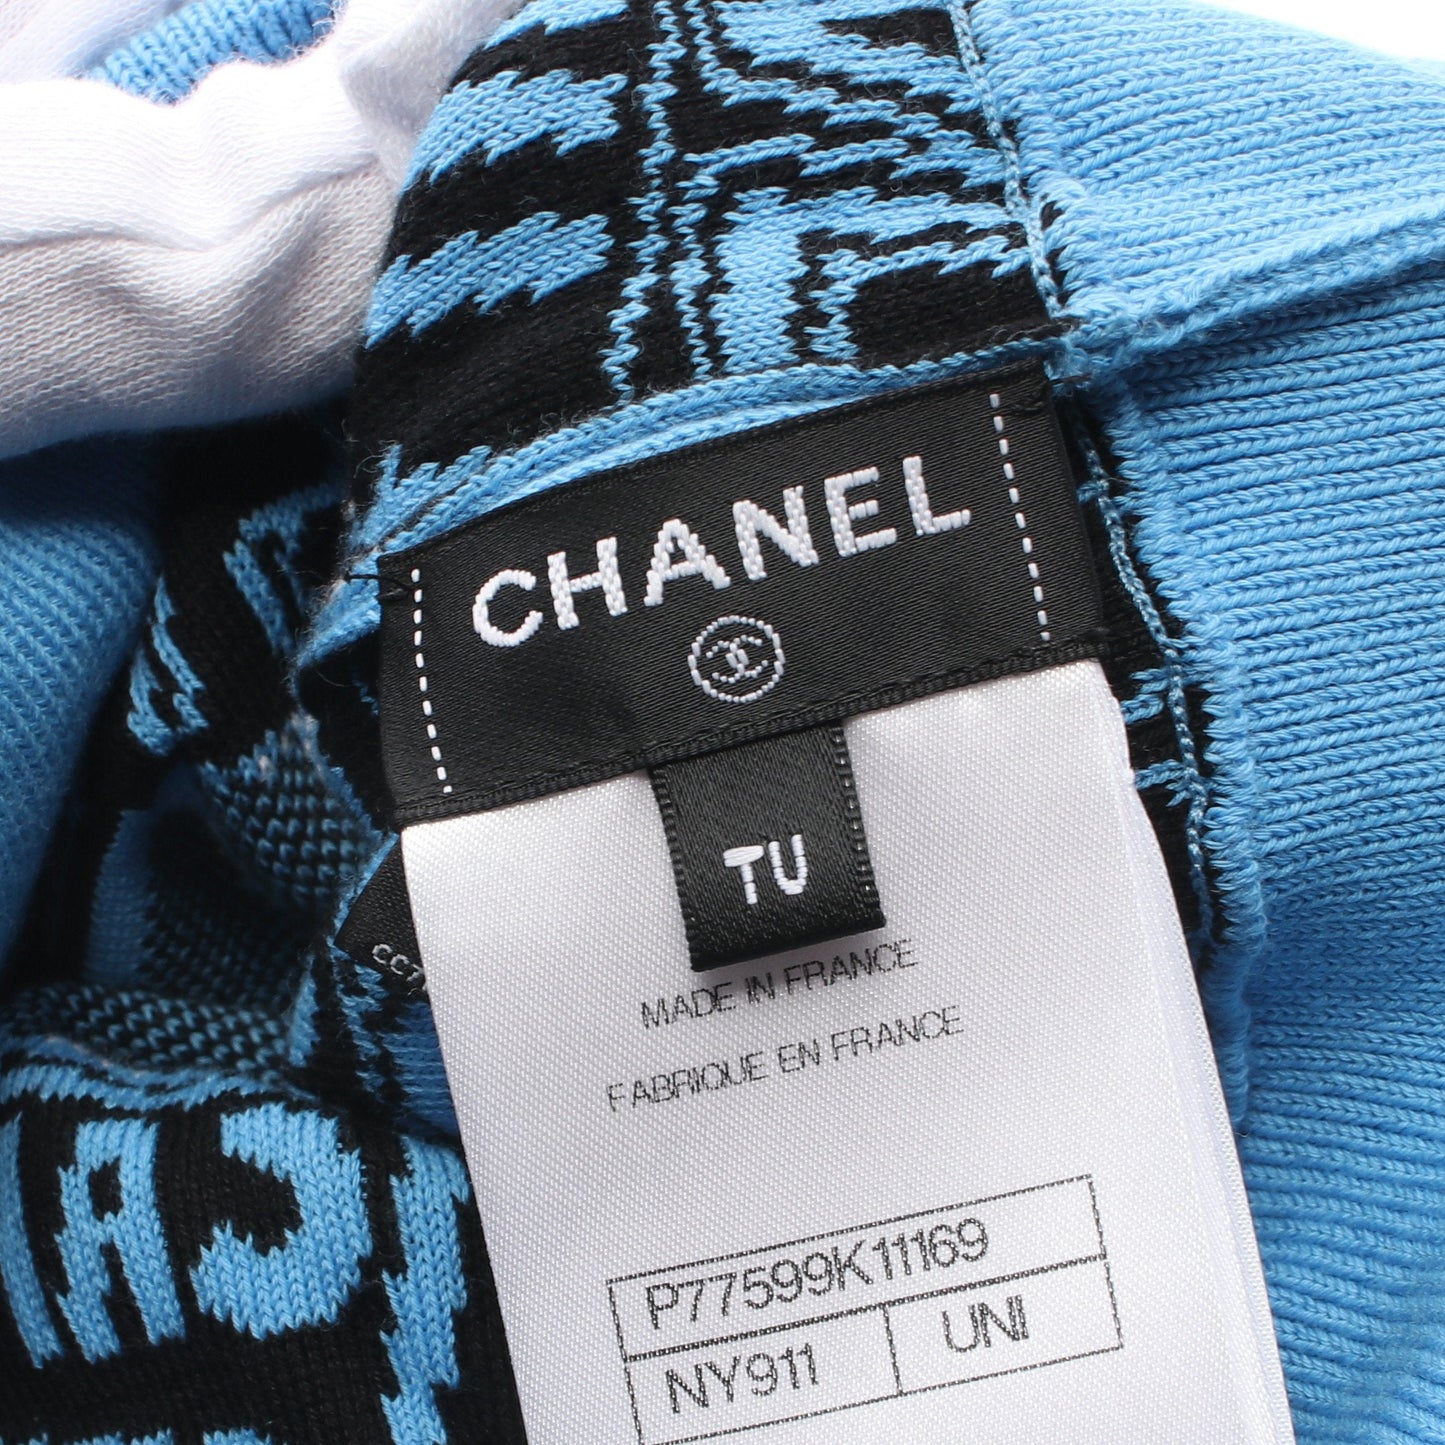 CHANEL
TU
MADE IN FRANCE
FABRIQUE EN FRANCE
P77599K11169
NY911 UNI